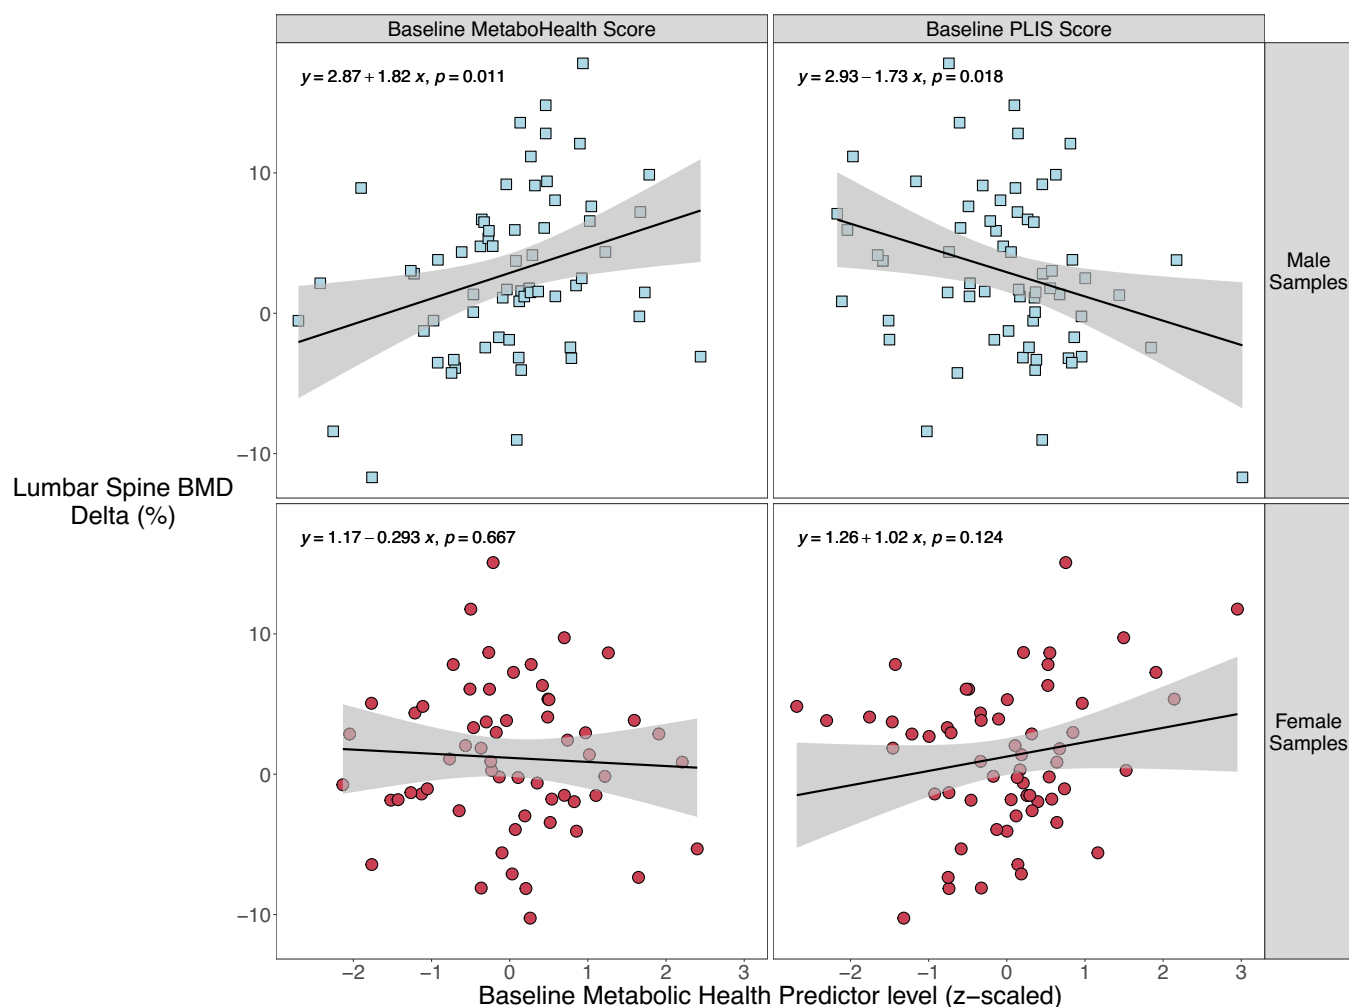 Baseline MetaboHealth Score
Baseline PLIS Score
y = 2.87 + 1.82 x, p = 0.011
y = 2.93 − 1.73 x, p = 0.018
10
0
−10
Male
Samples
Lumbar Spine BMD
Delta (%)
y = 1.17 − 0.293 x, p = 0.667
y = 1.26 + 1.02 x, p = 0.124
10
0
−10
Female
Samples
−2 −1 0 1 2 3
−2 −1 0 1 2 3
Baseline Metabolic Health Predictor level (z−scaled)